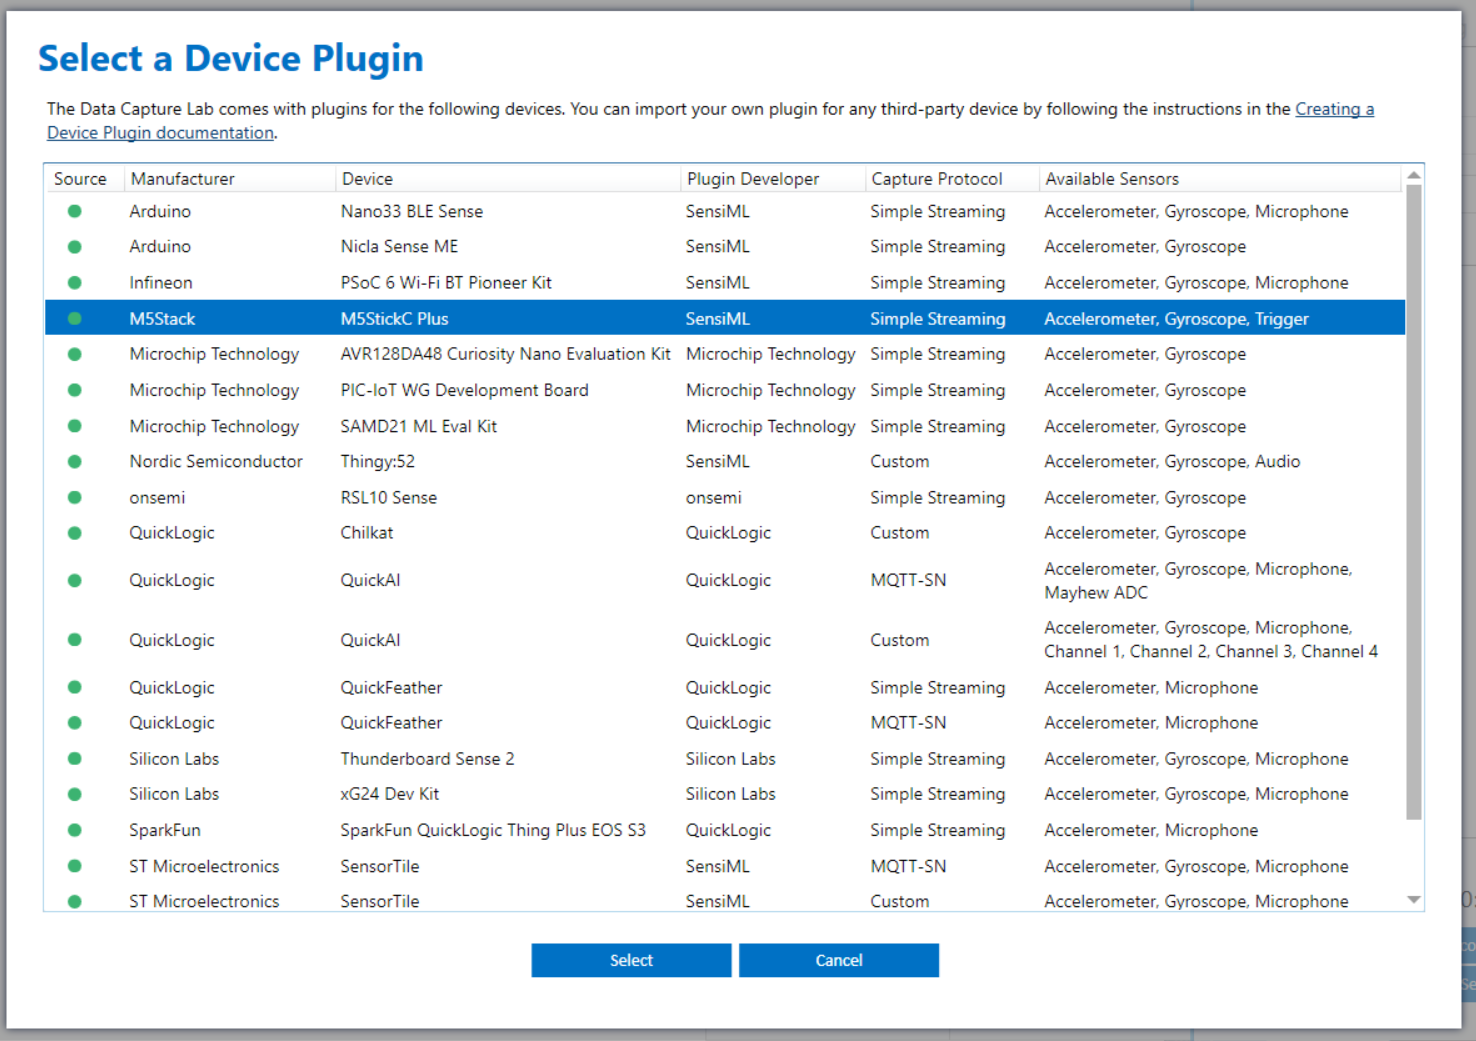 Select a Device Plugin
The Data Capture Lab comes with plugins for the following devices. You can import your own plugin for any third-party device by following the instructions in the Creating a
Device Plugin documentation.
Source Manufacturer Device Plugin Developer Capture Protocol Available Sensors
Arduino Nano33 BLE Sense SensiML Simple Streaming Accelerometer, Gyroscope, Microphone
Arduino Nicla Sense ME SensiML Simple Streaming Accelerometer, Gyroscope
Infineon PSoC 6 Wi-Fi BT Pioneer Kit SensiML Simple Streaming Accelerometer, Gyroscope, Microphone
M5Stack M5StickC Plus SensiML Simple Streaming Accelerometer, Gyroscope, Trigger
Microchip Technology AVR128DA48 Curiosity Nano Evaluation Kit Microchip Technology Simple Streaming Accelerometer, Gyroscope
Microchip Technology PIC-IoT WG Development Board Microchip Technology Simple Streaming Accelerometer, Gyroscope
Microchip Technology SAMD21 ML Eval Kit Microchip Technology Simple Streaming Accelerometer, Gyroscope
Nordic Semiconductor Thingy:52 SensiML Custom Accelerometer, Gyroscope, Audio
onsemi RSL10 Sense onsemi Simple Streaming Accelerometer, Gyroscope
QuickLogic Chilkat QuickLogic Custom Accelerometer, Gyroscope
QuickLogic QuickAI QuickLogic MQTT-SN Accelerometer, Gyroscope, Microphone,
Mayhew ADC
QuickLogic QuickAI QuickLogic Custom Accelerometer, Gyroscope, Microphone,
Channel 1, Channel 2, Channel 3, Channel 4
QuickLogic QuickFeather QuickLogic Simple Streaming Accelerometer, Microphone
QuickLogic QuickFeather QuickLogic MQTT-SN Accelerometer, Microphone
Silicon Labs Thunderboard Sense 2 Silicon Labs Simple Streaming Accelerometer, Gyroscope, Microphone
Silicon Labs xG24 Dev Kit Silicon Labs Simple Streaming Accelerometer, Gyroscope, Microphone
SparkFun SparkFun QuickLogic Thing Plus EOS S3 QuickLogic Simple Streaming Accelerometer, Microphone
ST Microelectronics SensorTile SensiML MQTT-SN Accelerometer, Gyroscope, Microphone
ST Microelectronics SensorTile SensiML Custom Accelerometer, Gyroscope, Microphone
Select Cancel